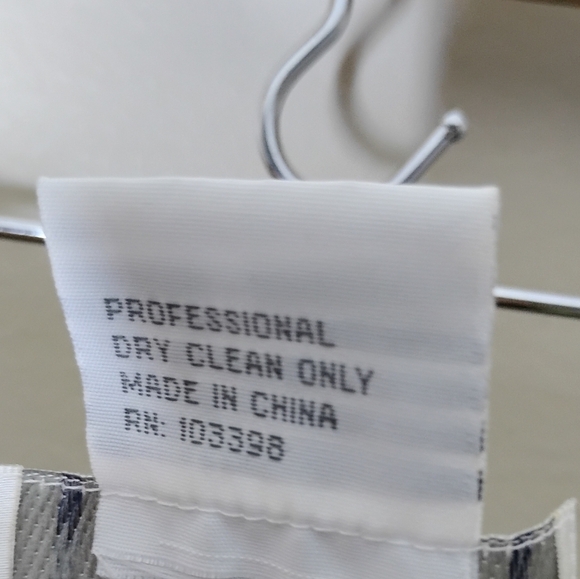 PROFESSIONAL
DRY CLEAN ONLY
MADE IN CHINA
RN: 103398